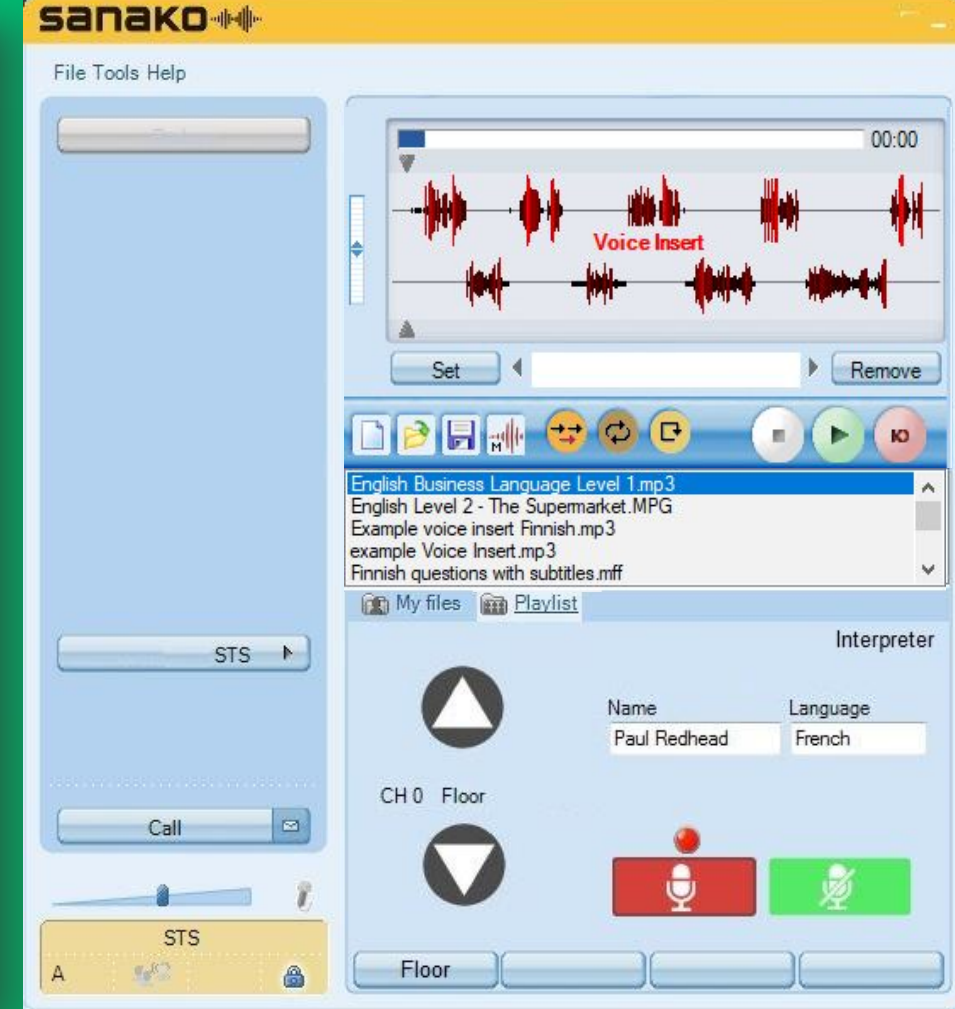 sanako
File Tools Help
00:00
Voice Insert
Set
Remove
M
English Business Language Level 1.mp3
English Level 2 - The Supermarket.MPG
Example voice insert Finnish.mp3
example Voice Insert.mp3
Finnish questions with subtitles.mff
My files Playlist
Interpreter
STS
Name Language
Paul Redhead French
CH 0 Floor
Call
STS
A
Floor